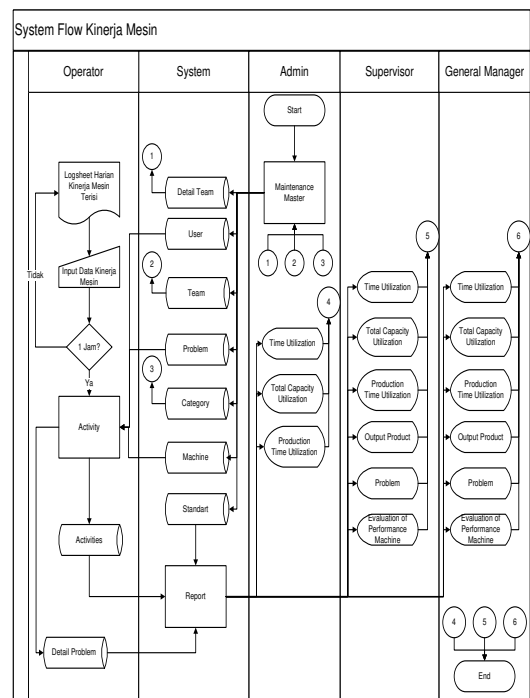 System Flow Kinerja Mesin
Operator
System
Admin
Supervisor
General Manager
Logsheet Harian
Kinerja Mesin
Terisi
Tidak
Input Data Kinerja
Mesin
1 Jam?
Ya
Activity
Activities
Detail Problem
1
Detail Team
User
2
Team
Problem
3
Category
Machine
Standart
Report
Start
Maintenance
Master
1
2
3
4
Time Utilization
Total Capacity
Utilization
Production
Time Utilization
5
Time Utilization
Total Capacity
Utilization
Production
Time Utilization
Output Product
Problem
Evaluation of
Performance
Machine
6
Time Utilization
Total Capacity
Utilization
Production
Time Utilization
Output Product
Problem
Evaluation of
Performance
Machine
4
5
6
End